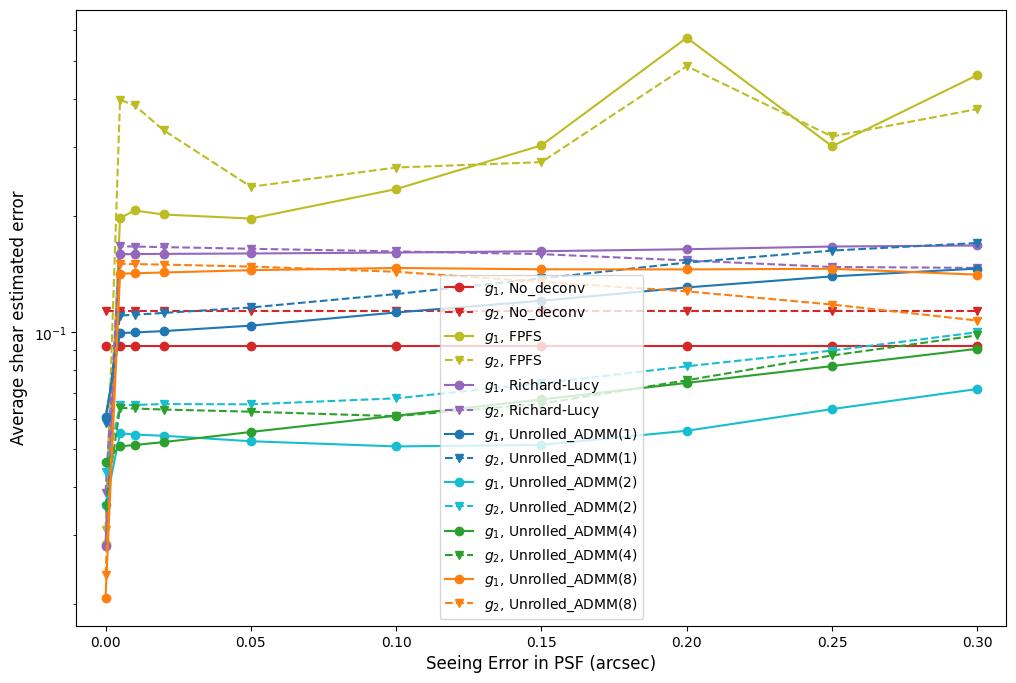 Average shear estimated error
10⁻¹
g₁, No_deconv
g₂, No_deconv
g₁, FPFS
g₂, FPFS
g₁, Richard-Lucy
g₂, Richard-Lucy
g₁, Unrolled_ADMM(1)
g₂, Unrolled_ADMM(1)
g₁, Unrolled_ADMM(2)
g₂, Unrolled_ADMM(2)
g₁, Unrolled_ADMM(4)
g₂, Unrolled_ADMM(4)
g₁, Unrolled_ADMM(8)
g₂, Unrolled_ADMM(8)
0.00 0.05 0.10 0.15 0.20 0.25 0.30
Seeing Error in PSF (arcsec)